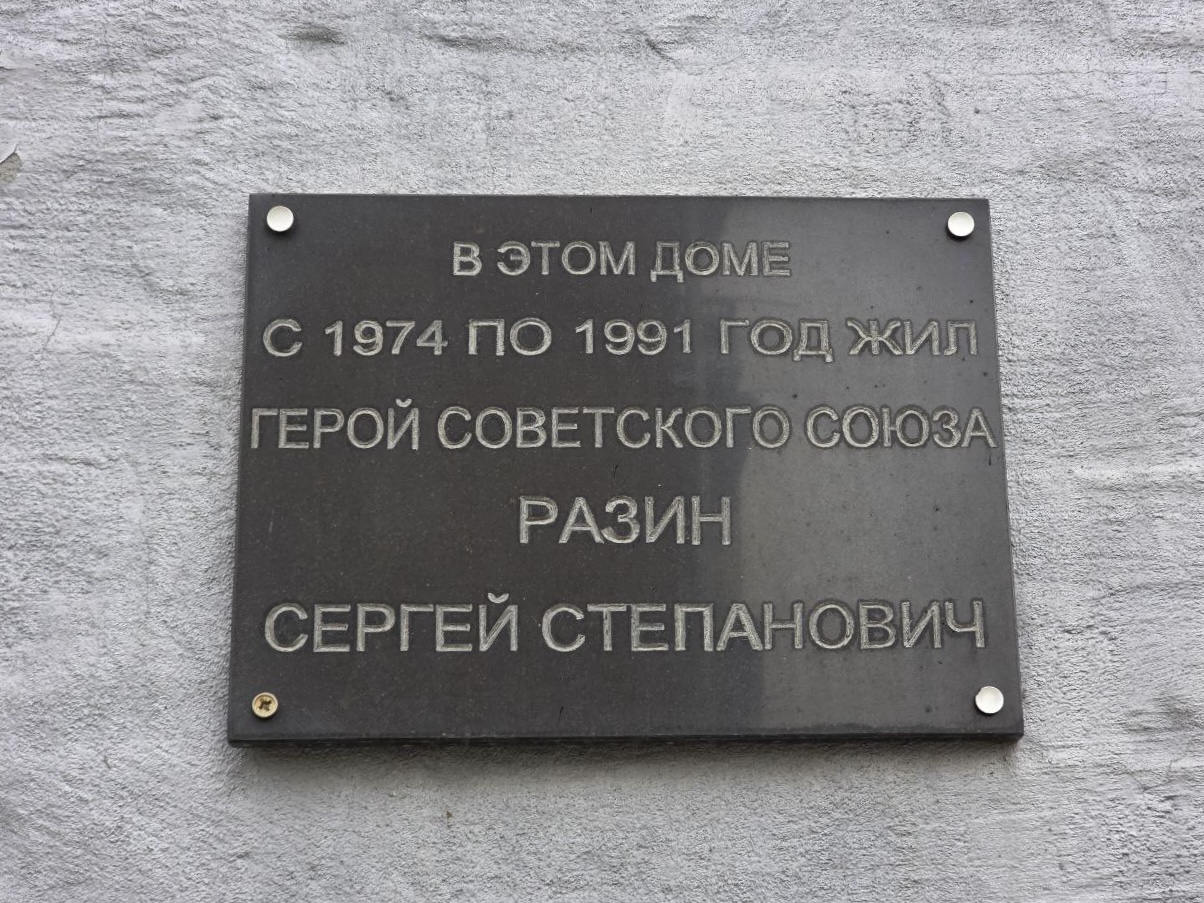 В ЭТОМ ДОМЕ
С 1974 ПО 1991 ГОД ЖИЛ
ГЕРОЙ СОВЕТСКОГО СОЮЗА
РАЗИН
СЕРГЕЙ СТЕПАНОВИЧ